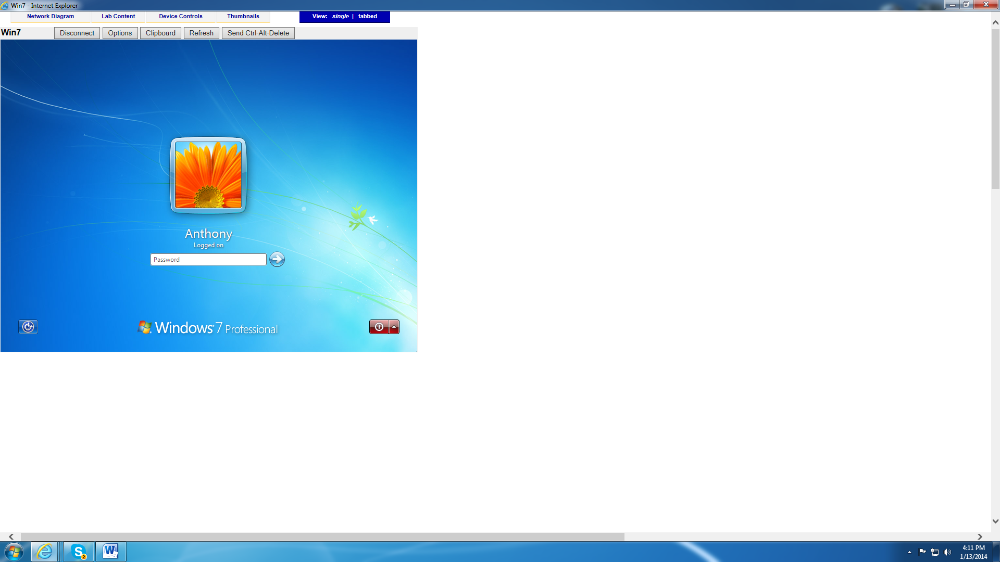 Win7 - Internet Explorer
Network Diagram Lab Content Device Controls Thumbnails View: single | tabbed
Win7 Disconnect Options Clipboard Refresh Send Ctrl-Alt-Delete
Anthony
Logged on
Password
Windows 7 Professional
2
4:11 PM
1/13/2014